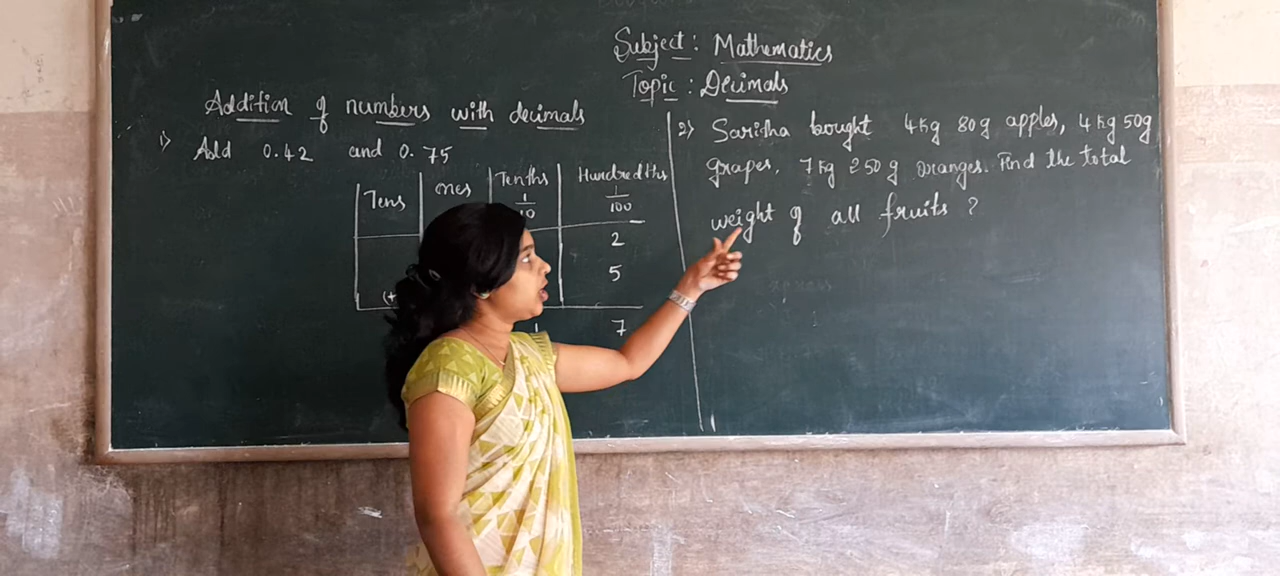 Subject: Mathematics
Topic: Decimals
Addition of numbers with decimals
1) Add 0.42 and 0.75
Tens ones Tenths Hundredths
1 1
10 100
2
5
(+
1 7
2) Saritha bought 4kg 80g apples, 4kg 50g
grapes, 7kg 250g oranges. Find the total
weight of all fruits ?